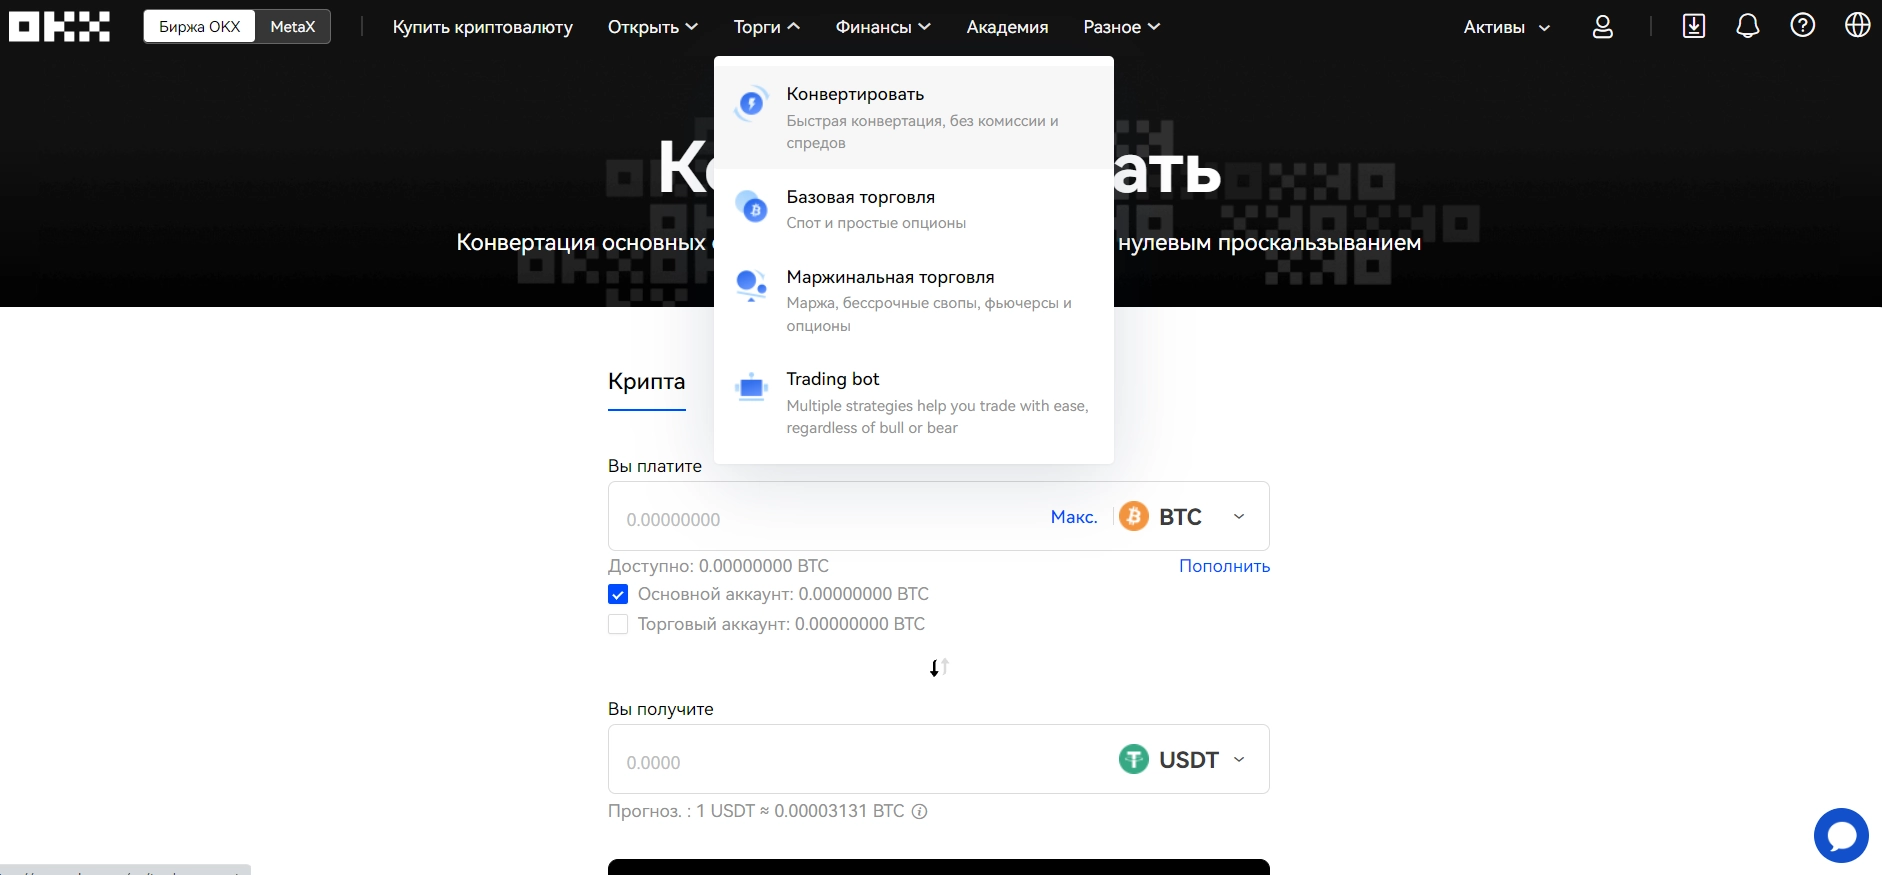 OKX
Биржа OKX
MetaX
Купить криптовалюту
Открыть
Торги
Финансы
Академия
Разное
Активы
Конвертировать
Быстрая конвертация, без комиссии и
спредов
Базовая торговля
Спот и простые опционы
Маржинальная торговля
Маржа, бессрочные свопы, фьючерсы и
опционы
Trading bot
Multiple strategies help you trade with ease,
regardless of bull or bear
Конвертация основных
нулевым проскальзыванием
Крипта
Вы платите
0.00000000
Макс.
BTC
Доступно: 0.00000000 BTC
Пополнить
Основной аккаунт: 0.00000000 BTC
Торговый аккаунт: 0.00000000 BTC
Вы получите
0.0000
USDT
Прогноз. : 1 USDT ≈ 0.00003131 BTC